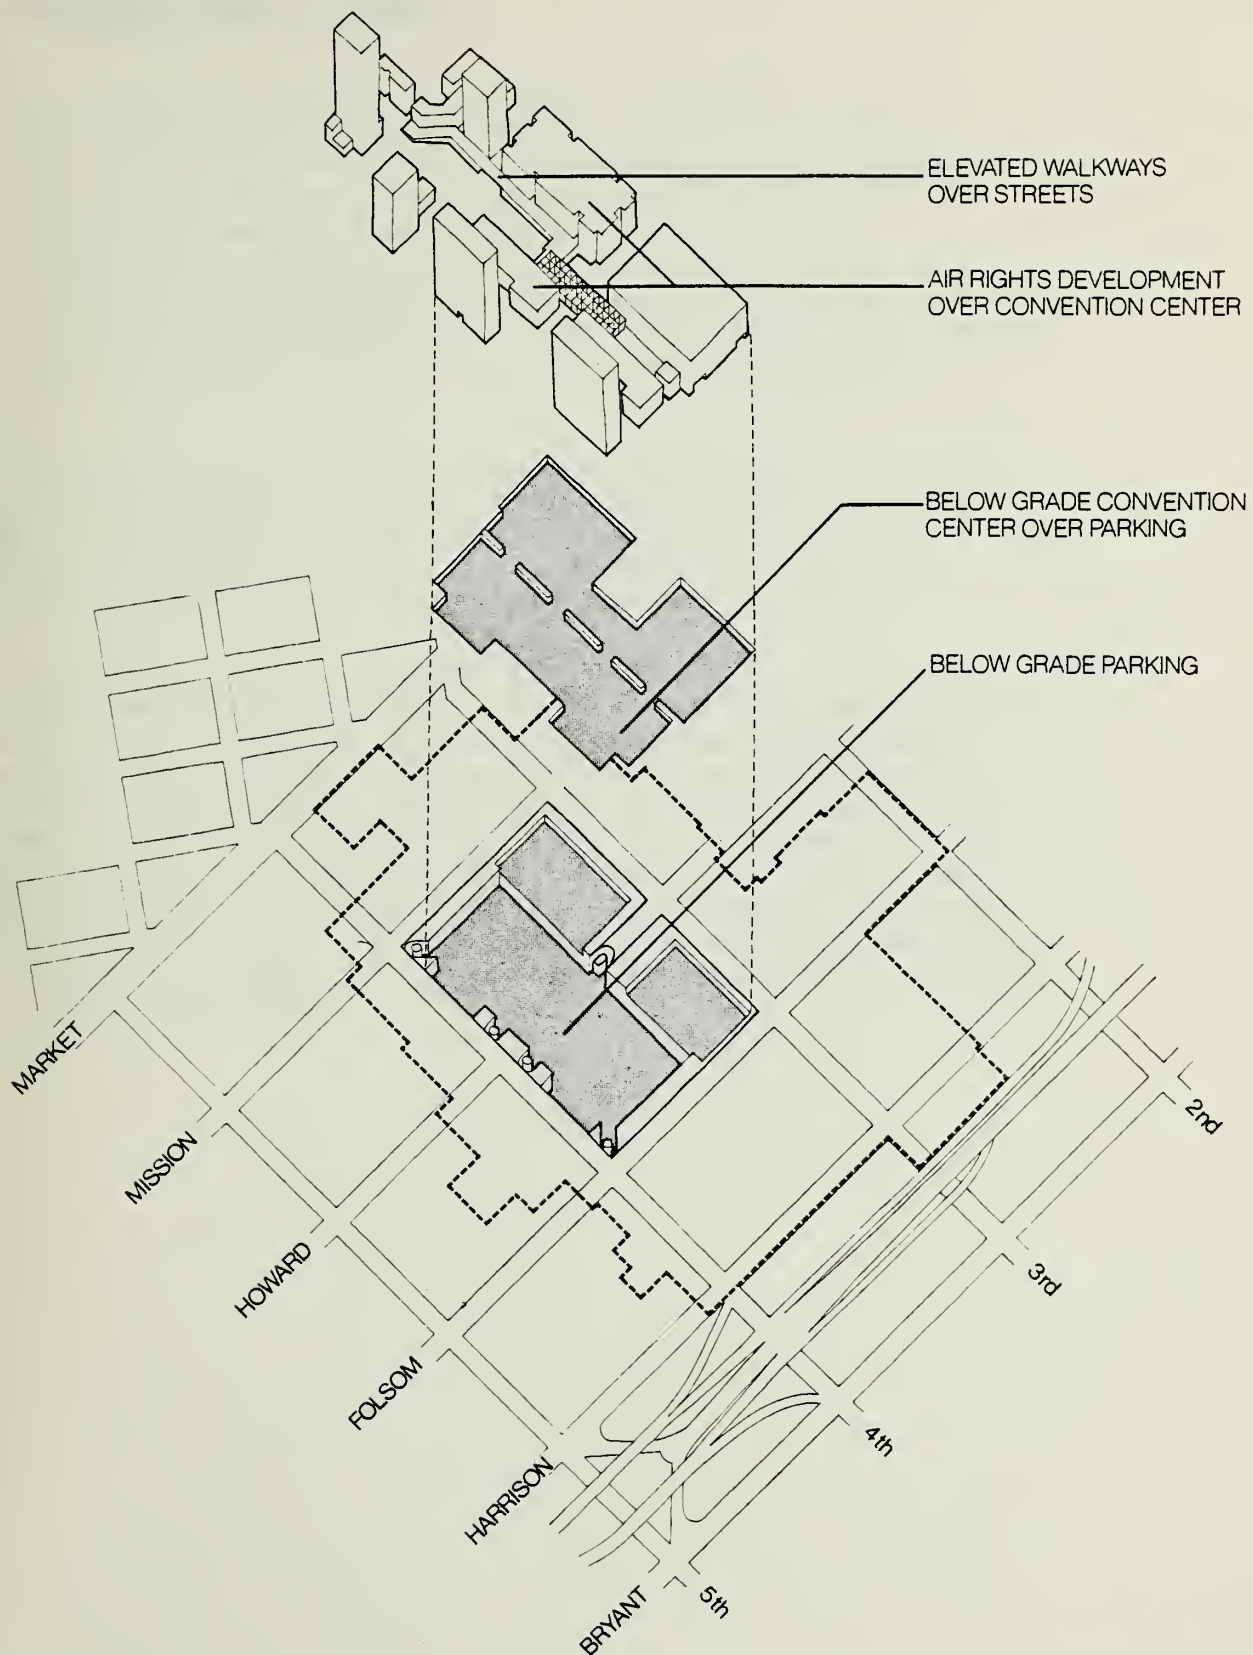 ELEVATED WALKWAYS
OVER STREETS
AIR RIGHTS DEVELOPMENT
OVER CONVENTION CENTER
BELOW GRADE CONVENTION
CENTER OVER PARKING
BELOW GRADE PARKING
MARKET
MISSION
HOWARD
FOLSOM
HARRISON
BRYANT
2nd
3rd
4th
5th